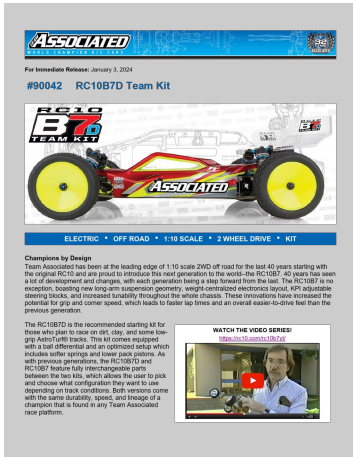 ASSOCIATED
WORLD CHAMPION R/C CARS
For Immediate Release: January 3, 2024
#90042 RC10B7D Team Kit
RC10
B7D
TEAM KIT
RC10
B7D
TEAM KIT
ASSOCIATED
ELECTRIC * OFF ROAD * 1:10 SCALE * 2 WHEEL DRIVE * KIT
Champions by Design
Team Associated has been at the leading edge of 1:10 scale 2WD off road for the last 40 years starting with
the original RC10 and are proud to introduce this next generation to the world--the RC10B7. 40 years has seen
a lot of development and changes, with each generation being a step forward from the last. The RC10B7 is no
exception, boasting new long-arm suspension geometry, weight-centralized electronics layout, KPI adjustable
steering blocks, and increased durability throughout the whole chassis. These innovations have increased the
potential for grip and corner speed, which leads to faster lap times and an overall easier-to-drive feel than the
previous generation.
The RC10B7D is the recommended starting kit for
those who plan to race on dirt, clay, and some low-
grip AstroTurf® tracks. This kit comes equipped
with a ball differential and an optimized setup which
includes softer springs and lower pack pistons. As
with previous generations, the RC10B7D and
RC10B7 feature fully interchangeable parts
between the two kits, which allows the user to pick
and choose what configuration they want to use
depending on track conditions. Both versions come
with the same durability, speed, and lineage of a
champion that is found in any Team Associated
race platform.
WATCH THE VIDEO SERIES!
https://rc10.com/rc10b7yt/